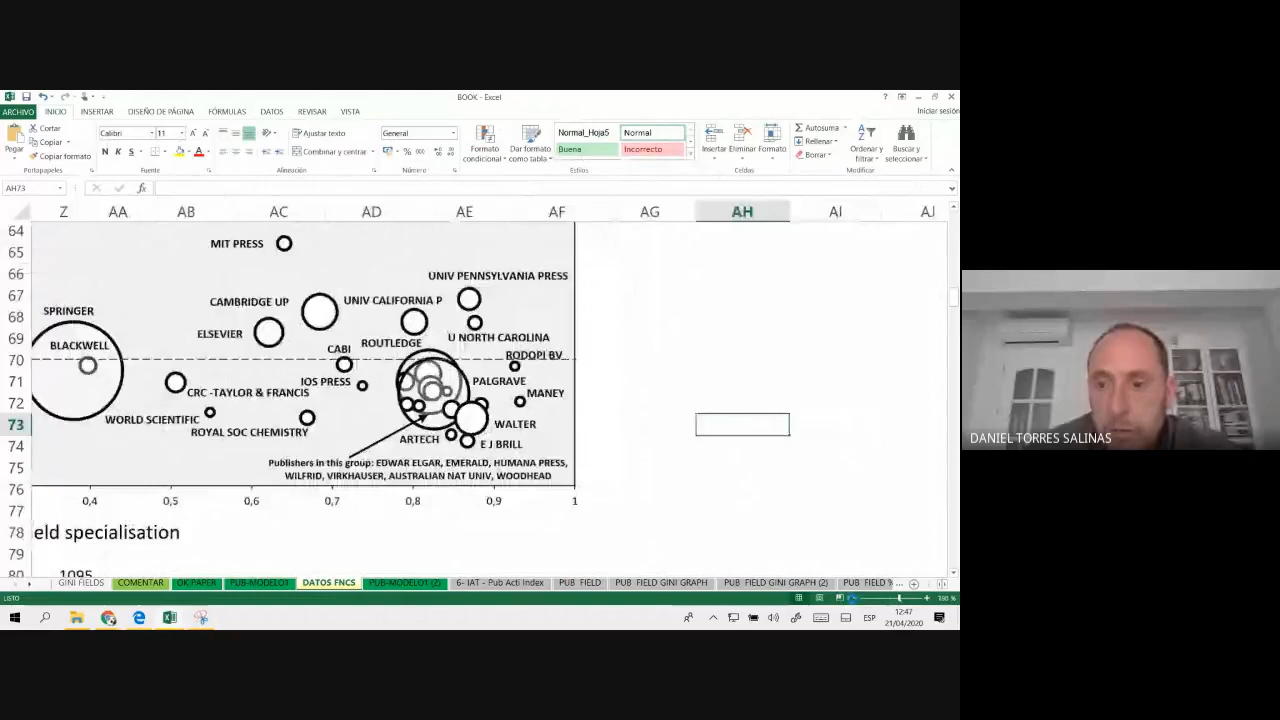 BOOK - Excel
ARCHIVO INICIO INSERTAR DISEÑO DE PÁGINA FÓRMULAS DATOS REVISAR VISTA Iniciar sesión
Pegar Cortar Copiar Copiar formato
Calibri 11 Ajustar texto General
N K S Combinar y centrar % 000
Formato condicional Dar formato como tabla
Normal_Hoja5 Normal
Buena Incorrecto
Insertar Eliminar Formato
Autosuma Rellenar Borrar
Ordenar y filtrar Buscar y seleccionar
Portapapeles Fuente Alineación Número Estilos Celdas Modificar
AH73 fx
Z AA AB AC AD AE AF AG AH AI AJ
64
65
66
67
68
69
70
71
72
73
74
75
76
77
78
79
80
MIT PRESS
UNIV PENNSYLVANIA PRESS
CAMBRIDGE UP
UNIV CALIFORNIA P
SPRINGER
ELSEVIER
U NORTH CAROLINA
ROUTLEDGE
BLACKWELL
CABI
RODOPI BV
IOS PRESS
PALGRAVE
CRC -TAYLOR & FRANCIS
MANEY
WORLD SCIENTIFIC
WALTER
ROYAL SOC CHEMISTRY
ARTECH
E J BRILL
Publishers in this group: EDWAR ELGAR, EMERALD, HUMANA PRESS,
WILFRID, VIRKHAUSER, AUSTRALIAN NAT UNIV, WOODHEAD
0,4 0,5 0,6 0,7 0,8 0,9 1
eld specialisation
1095
GINI FIELDS COMENTAR OK PAPER PUB-MODELO1 DATOS FNCS PUB-MODELO1 (2) 6- IAT - Pub Acti Index PUB FIELD PUB FIELD GINI GRAPH PUB FIELD GINI GRAPH (2) PUB FIELD
LISTO
ESP
12:47
21/04/2020
DANIEL TORRES SALINAS